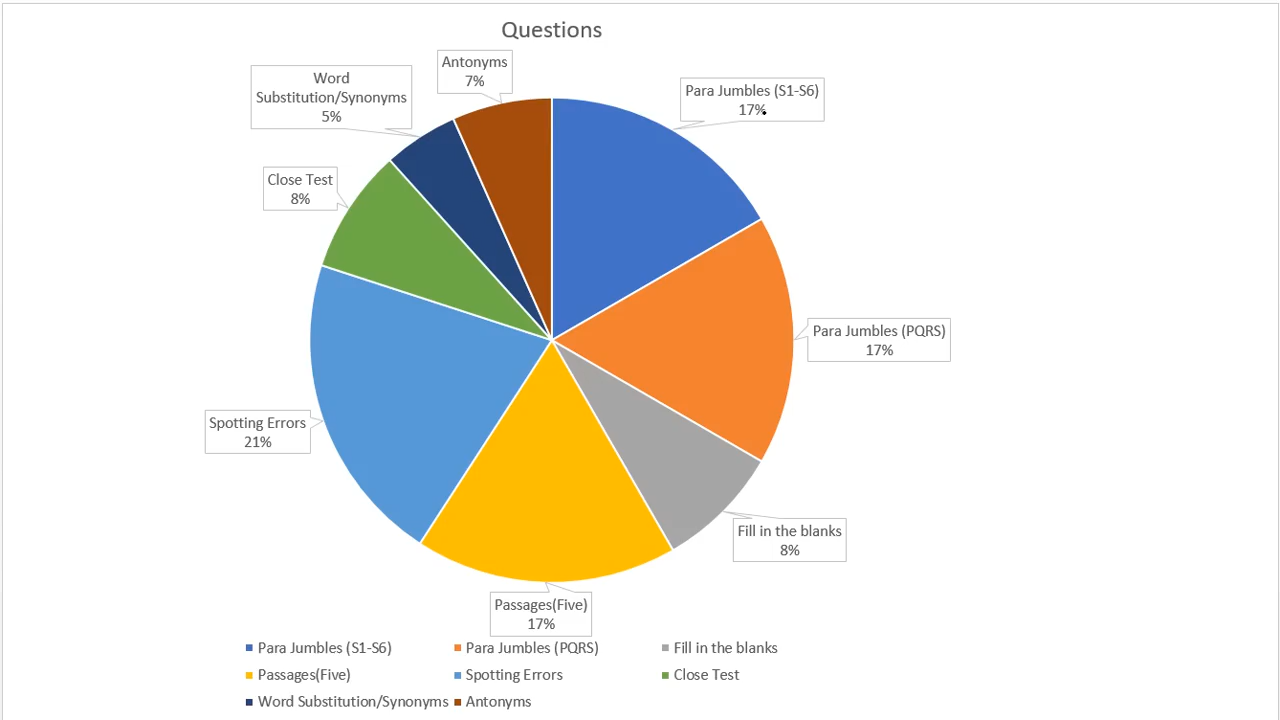 Questions
Antonyms
7%
Word
Substitution/Synonyms
5%
Para Jumbles (S1-S6)
17%
Close Test
8%
Para Jumbles (PQRS)
17%
Spotting Errors
21%
Fill in the blanks
8%
Passages(Five)
17%
Para Jumbles (S1-S6)
Para Jumbles (PQRS)
Fill in the blanks
Passages(Five)
Spotting Errors
Close Test
Word Substitution/Synonyms
Antonyms